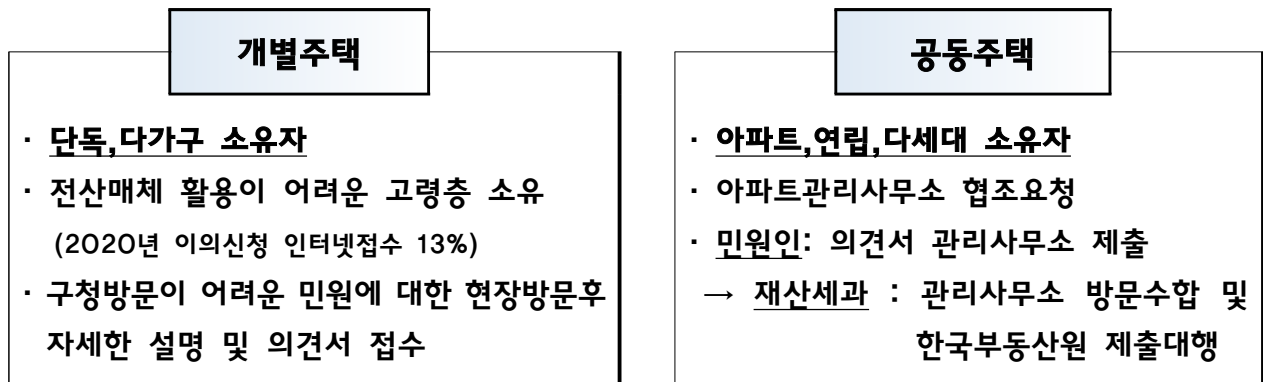 개별주택
· 단독,다가구 소유자
· 전산매체 활용이 어려운 고령층 소유
(2020년 이의신청 인터넷접수 13%)
· 구청방문이 어려운 민원에 대한 현장방문후
자세한 설명 및 의견서 접수
공동주택
· 아파트,연립,다세대 소유자
· 아파트관리사무소 협조요청
· 민원인: 의견서 관리사무소 제출
→ 재산세과 : 관리사무소 방문수합 및
한국부동산원 제출대행